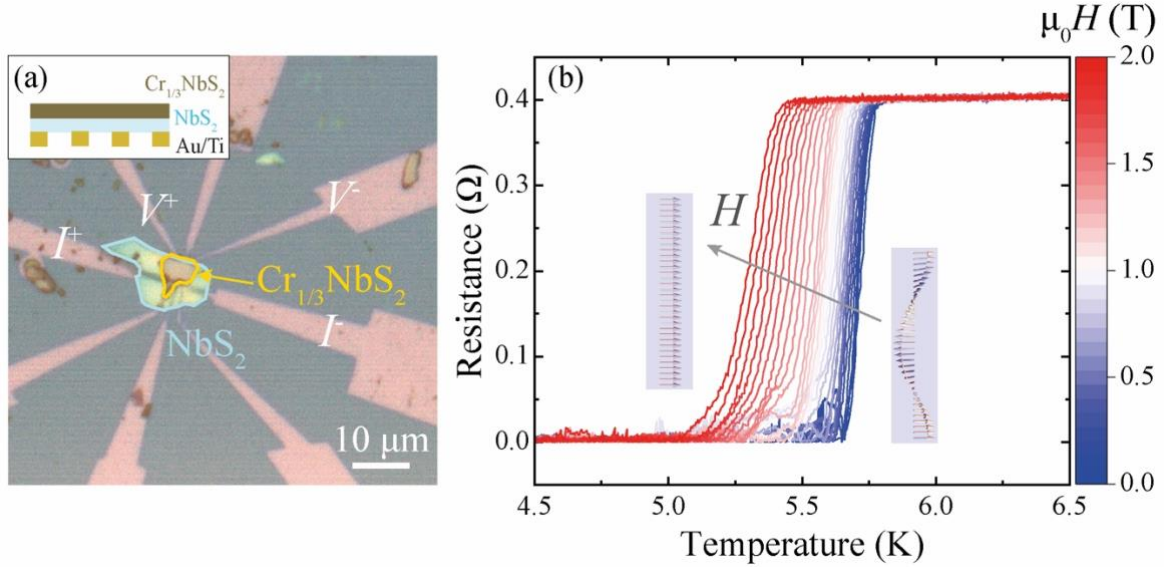 (a)
Cr1/3NbS2
NbS2
Au/Ti
V+
V-
I+
Cr1/3NbS2
I-
NbS2
10 μm
(b)
μ0H (T)
2.0
1.5
1.0
0.5
0.0
Resistance (Ω)
0.4
0.3
0.2
0.1
0.0
H
4.5 5.0 5.5 6.0 6.5
Temperature (K)